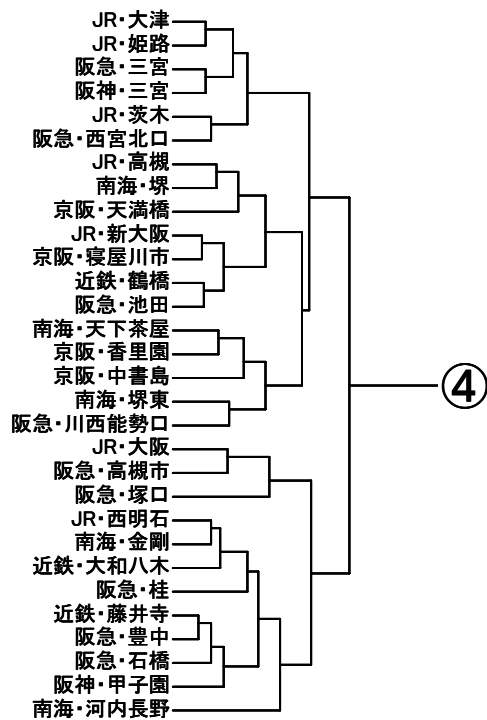 JR・大津
JR・姫路
阪急・三宮
阪神・三宮
JR・茨木
阪急・西宮北口
JR・高槻
南海・堺
京阪・天満橋
JR・新大阪
京阪・寝屋川市
近鉄・鶴橋
阪急・池田
南海・天下茶屋
京阪・香里園
京阪・中書島
南海・堺東
阪急・川西能勢口
JR・大阪
阪急・高槻市
阪急・塚口
JR・西明石
南海・金剛
近鉄・大和八木
阪急・桂
近鉄・藤井寺
阪急・豊中
阪急・石橋
阪神・甲子園
南海・河内長野
④